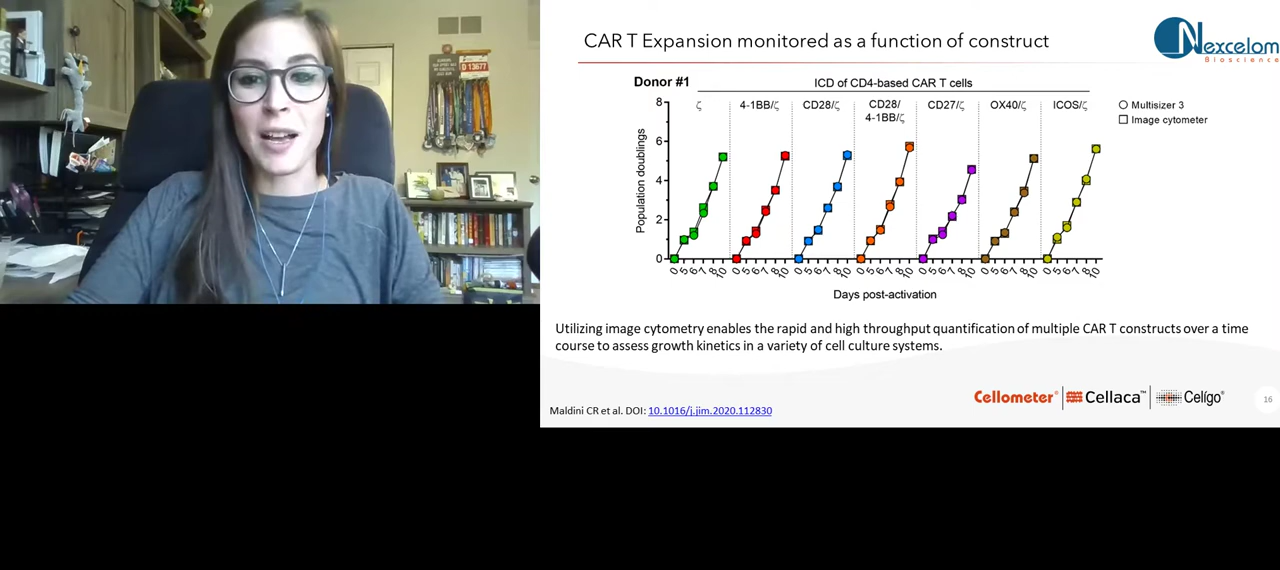 D 13677
CAR T Expansion monitored as a function of construct
Nexcelom
Bioscience
Donor #1
ICD of CD4-based CAR T cells
ζ
4-1BB/ζ
CD28/ζ
CD28/
4-1BB/ζ
CD27/ζ
OX40/ζ
ICOS/ζ
Multisizer 3
Image cytometer
Population doublings
8
6
4
2
0
0 5 6 7 8 10 0 5 6 7 8 10 0 5 6 7 8 10 0 5 6 7 8 10 0 5 6 7 8 10 0 5 6 7 8 10 0 5 6 7 8 10
Days post-activation
Utilizing image cytometry enables the rapid and high throughput quantification of multiple CAR T constructs over a time
course to assess growth kinetics in a variety of cell culture systems.
Cellometer® Cellaca™ Celígo®
Maldini CR et al. DOI: 10.1016/j.jim.2020.112830
16